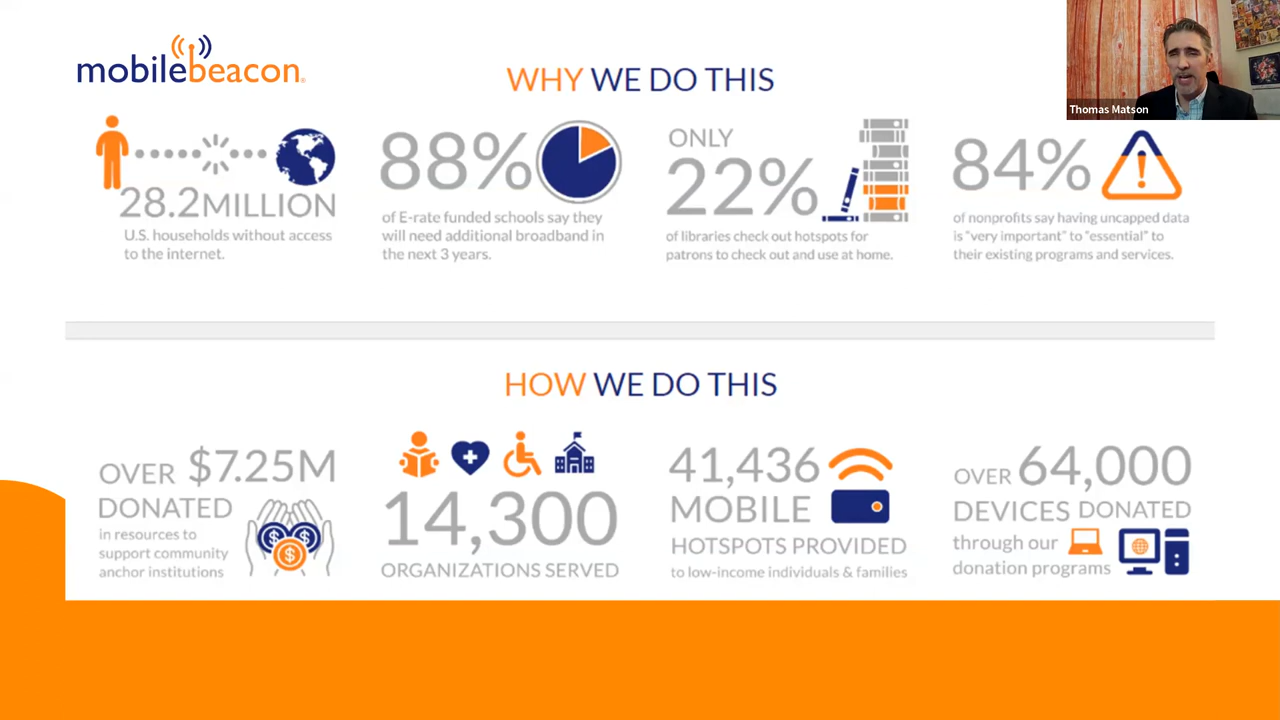 mobilebeacon
Thomas Matson
WHY WE DO THIS
28.2MILLION
U.S. households without access
to the internet.
88%
of E-rate funded schools say they
will need additional broadband in
the next 3 years.
ONLY
22%
of libraries check out hotspots for
patrons to check out and use at home.
84%
of nonprofits say having uncapped data
is “very important” to “essential” to
their existing programs and services.
HOW WE DO THIS
OVER $7.25M
DONATED
in resources to
support community
anchor institutions
14,300
ORGANIZATIONS SERVED
41,436
MOBILE
HOTSPOTS PROVIDED
to low-income individuals & families
OVER 64,000
DEVICES DONATED
through our
donation programs